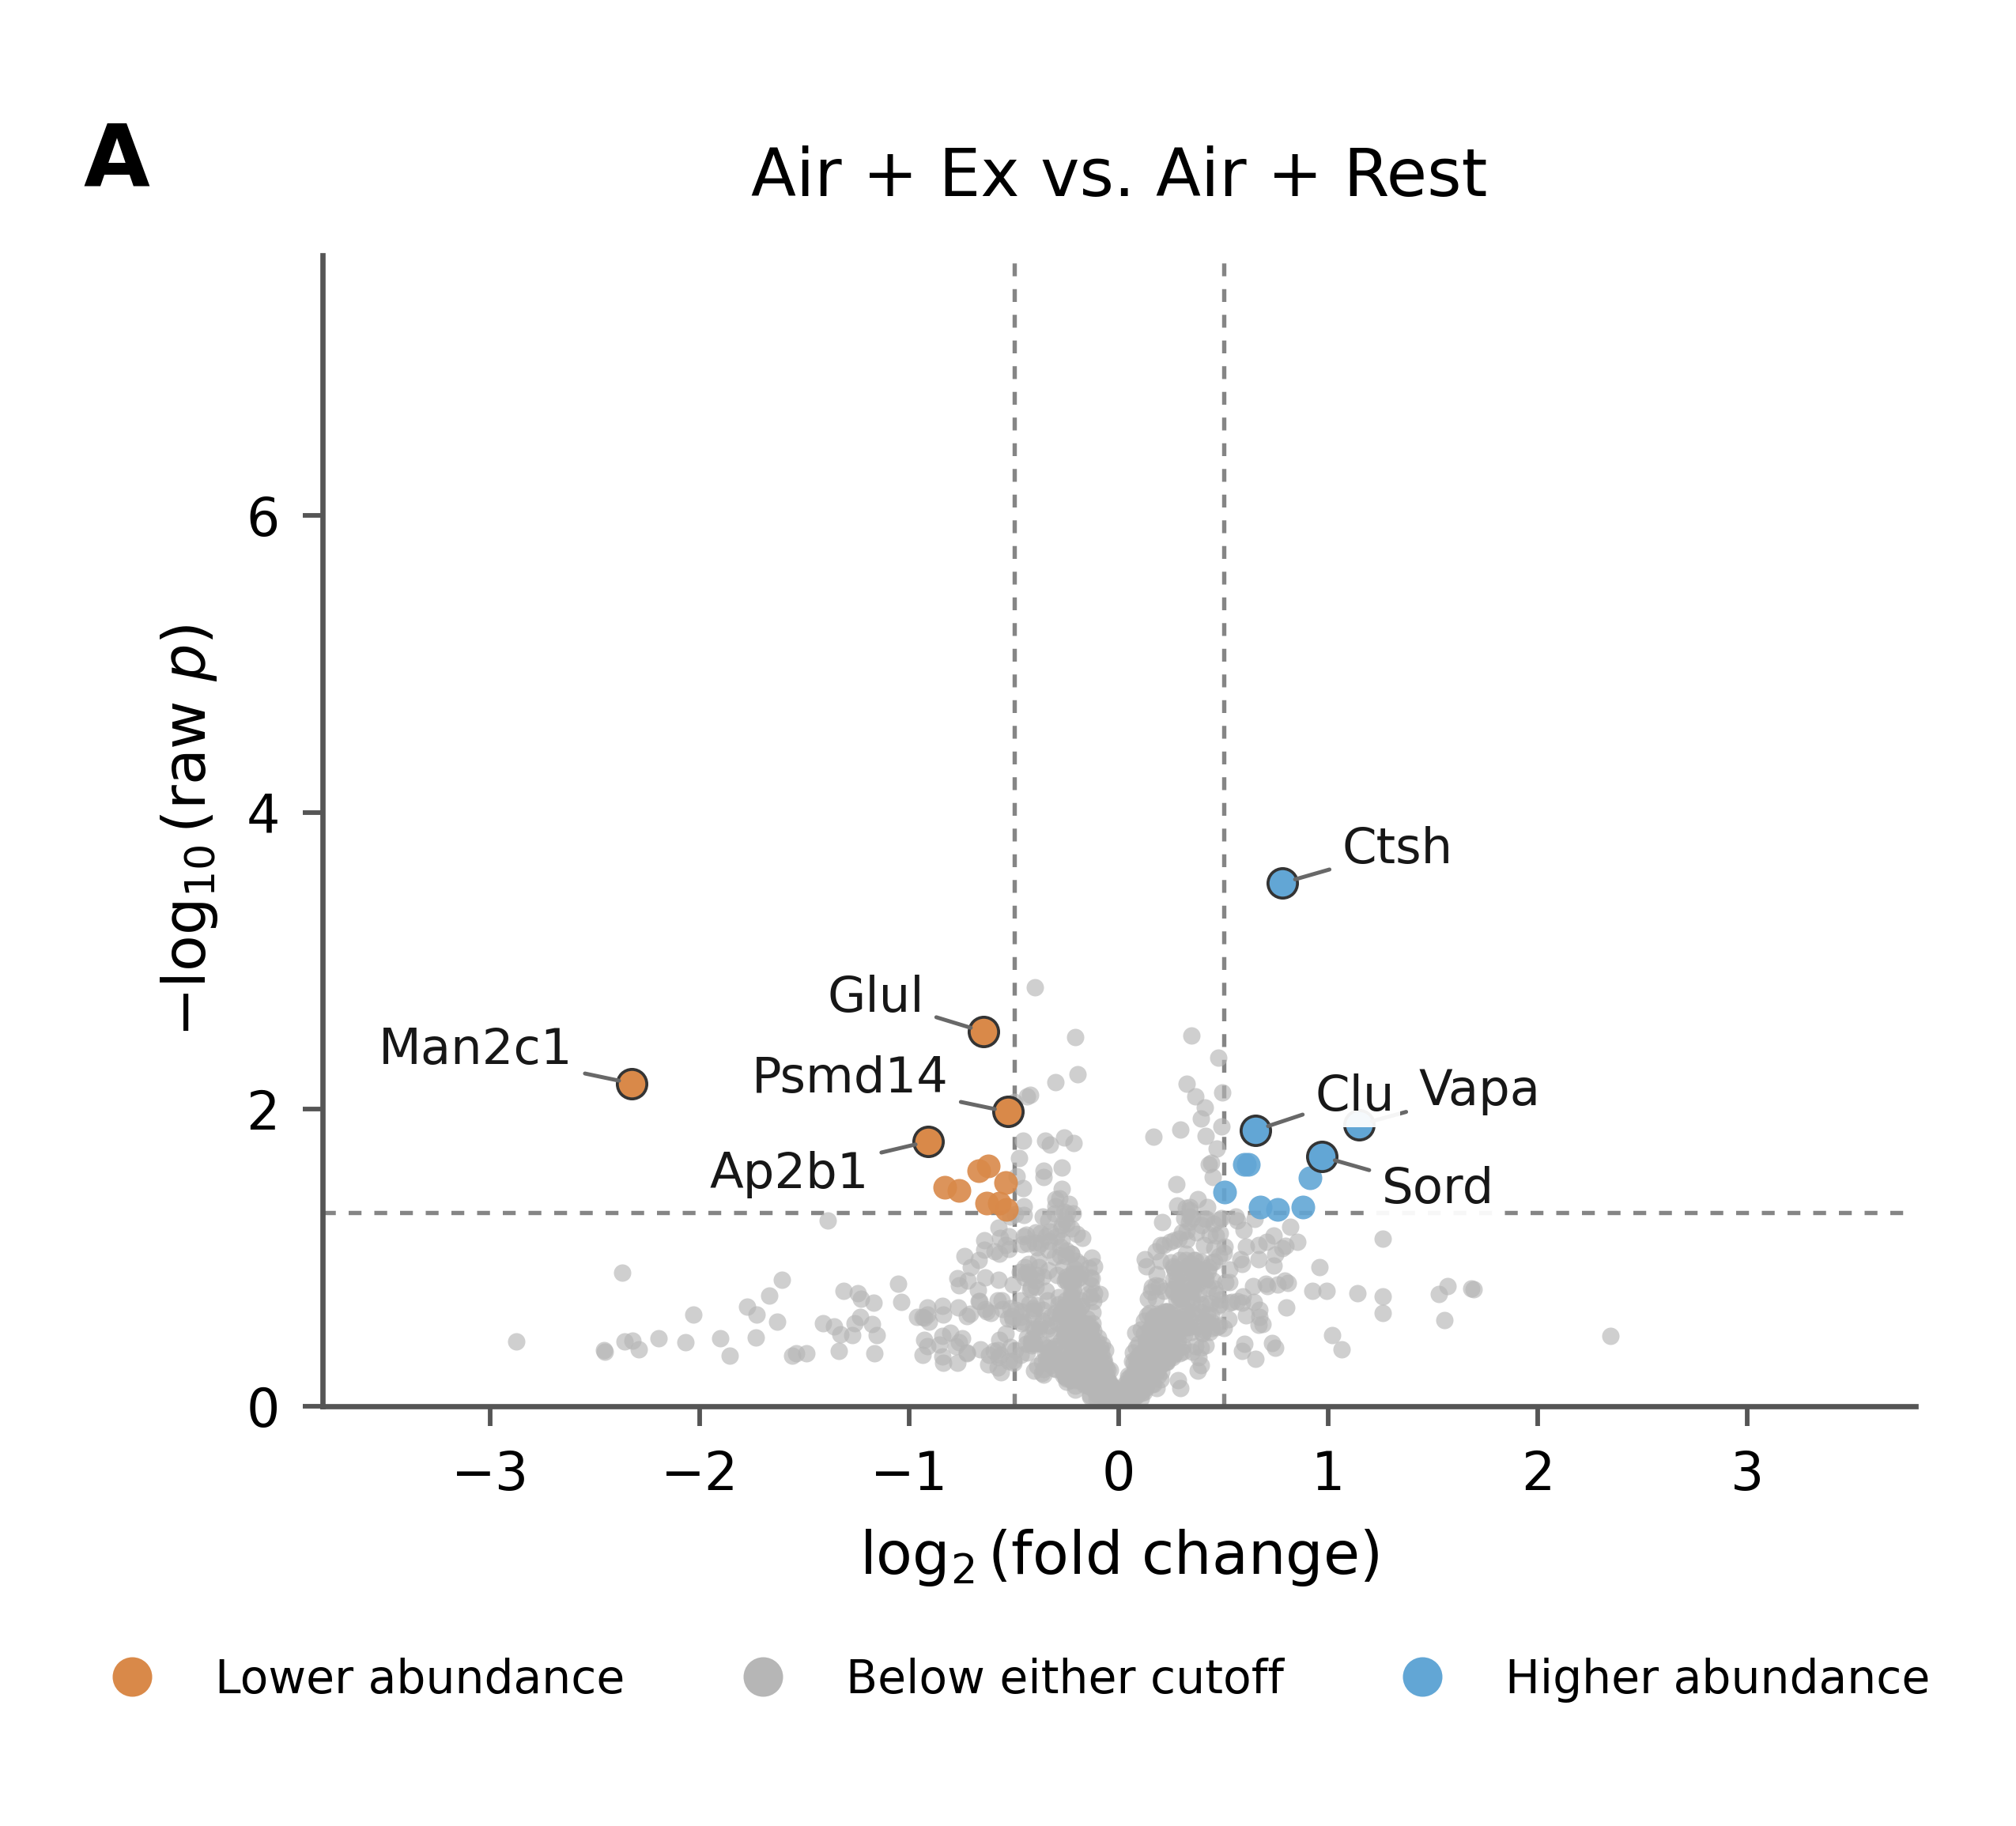 A
Air + Ex vs. Air + Rest
6
4
2
0
−log10 (raw p)
Ctsh
Glul
Man2c1
Psmd14
Clu
Vapa
Ap2b1
Sord
−3 −2 −1 0 1 2 3
log2 (fold change)
Lower abundance Below either cutoff Higher abundance